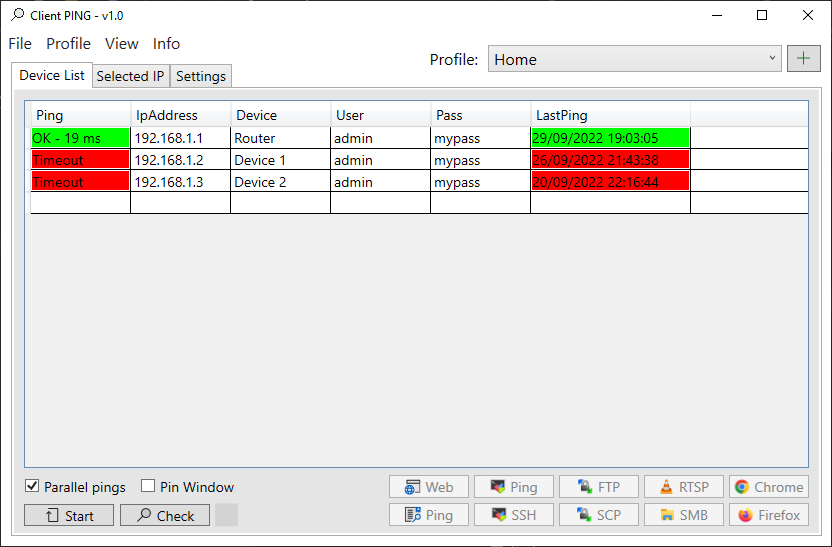 Client PING - v1.0
File Profile View Info
Profile: Home
Device List Selected IP Settings
Ping IpAddress Device User Pass LastPing
OK - 19 ms 192.168.1.1 Router admin mypass 29/09/2022 19:03:05
Timeout 192.168.1.2 Device 1 admin mypass 26/09/2022 21:43:38
Timeout 192.168.1.3 Device 2 admin mypass 20/09/2022 22:16:44
Parallel pings Pin Window Web Ping FTP RTSP Chrome
Start Check Ping SSH SCP SMB Firefox